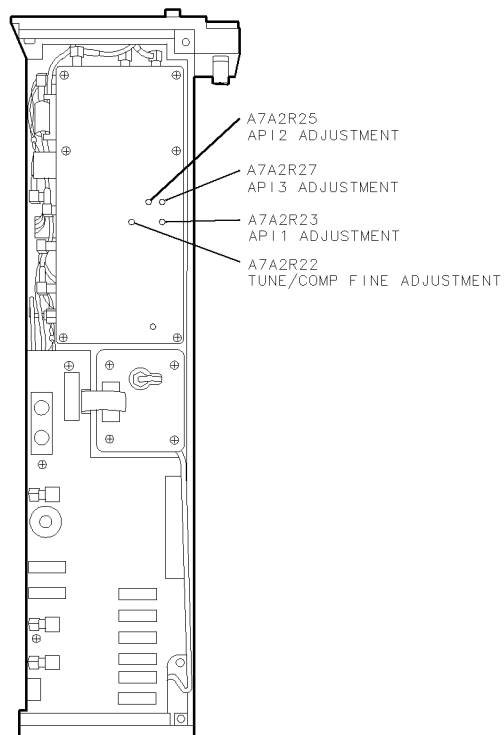 A7A2R25
API2 ADJUSTMENT
A7A2R27
API3 ADJUSTMENT
A7A2R23
API1 ADJUSTMENT
A7A2R22
TUNE/COMP FINE ADJUSTMENT